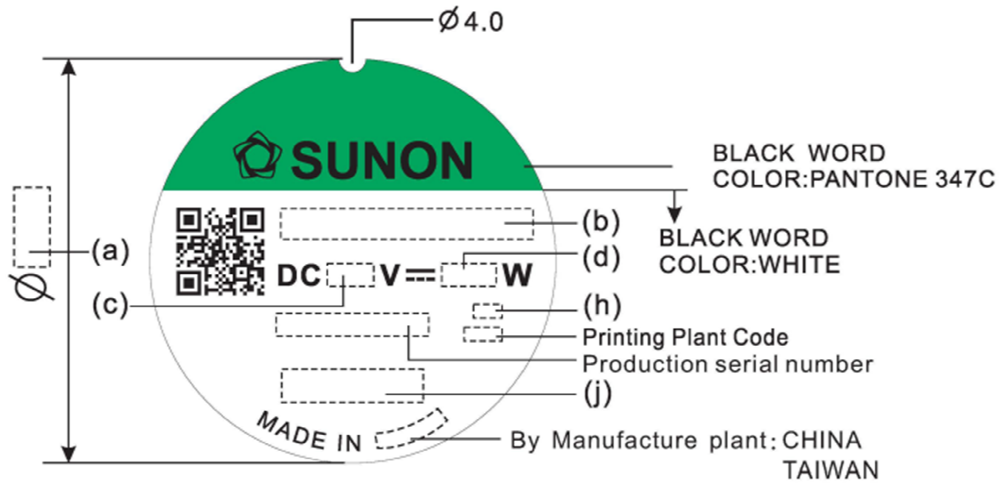 Ø4.0
SUNON
BLACK WORD
COLOR:PANTONE 347C
(a)
Ø
(b)
BLACK WORD
COLOR:WHITE
DC V W
(d)
(c)
(h)
Printing Plant Code
Production serial number
(j)
MADE IN
By Manufacture plant: CHINA
TAIWAN